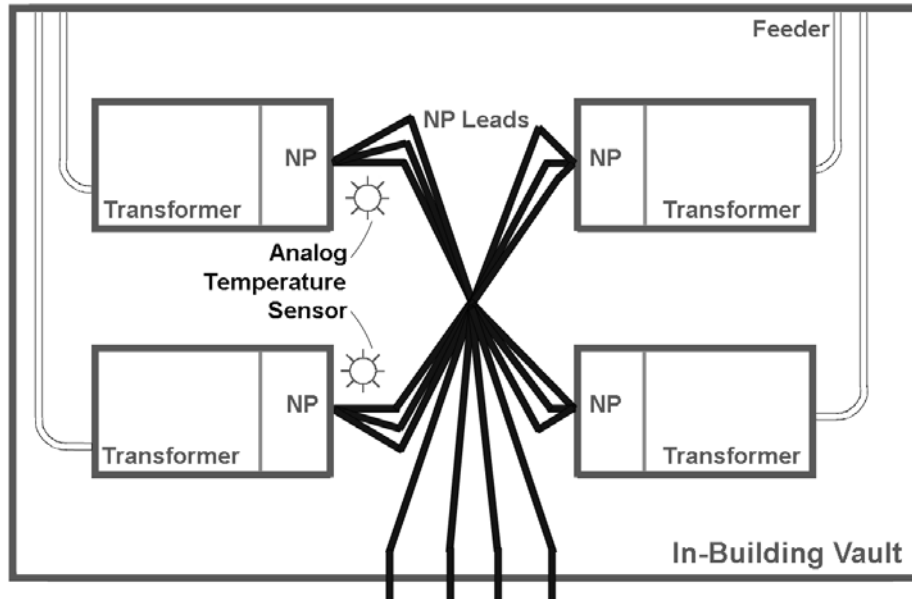 Feeder
NP Leads
NP
Transformer
NP
Transformer
Analog
Temperature
Sensor
NP
Transformer
NP
Transformer
In-Building Vault